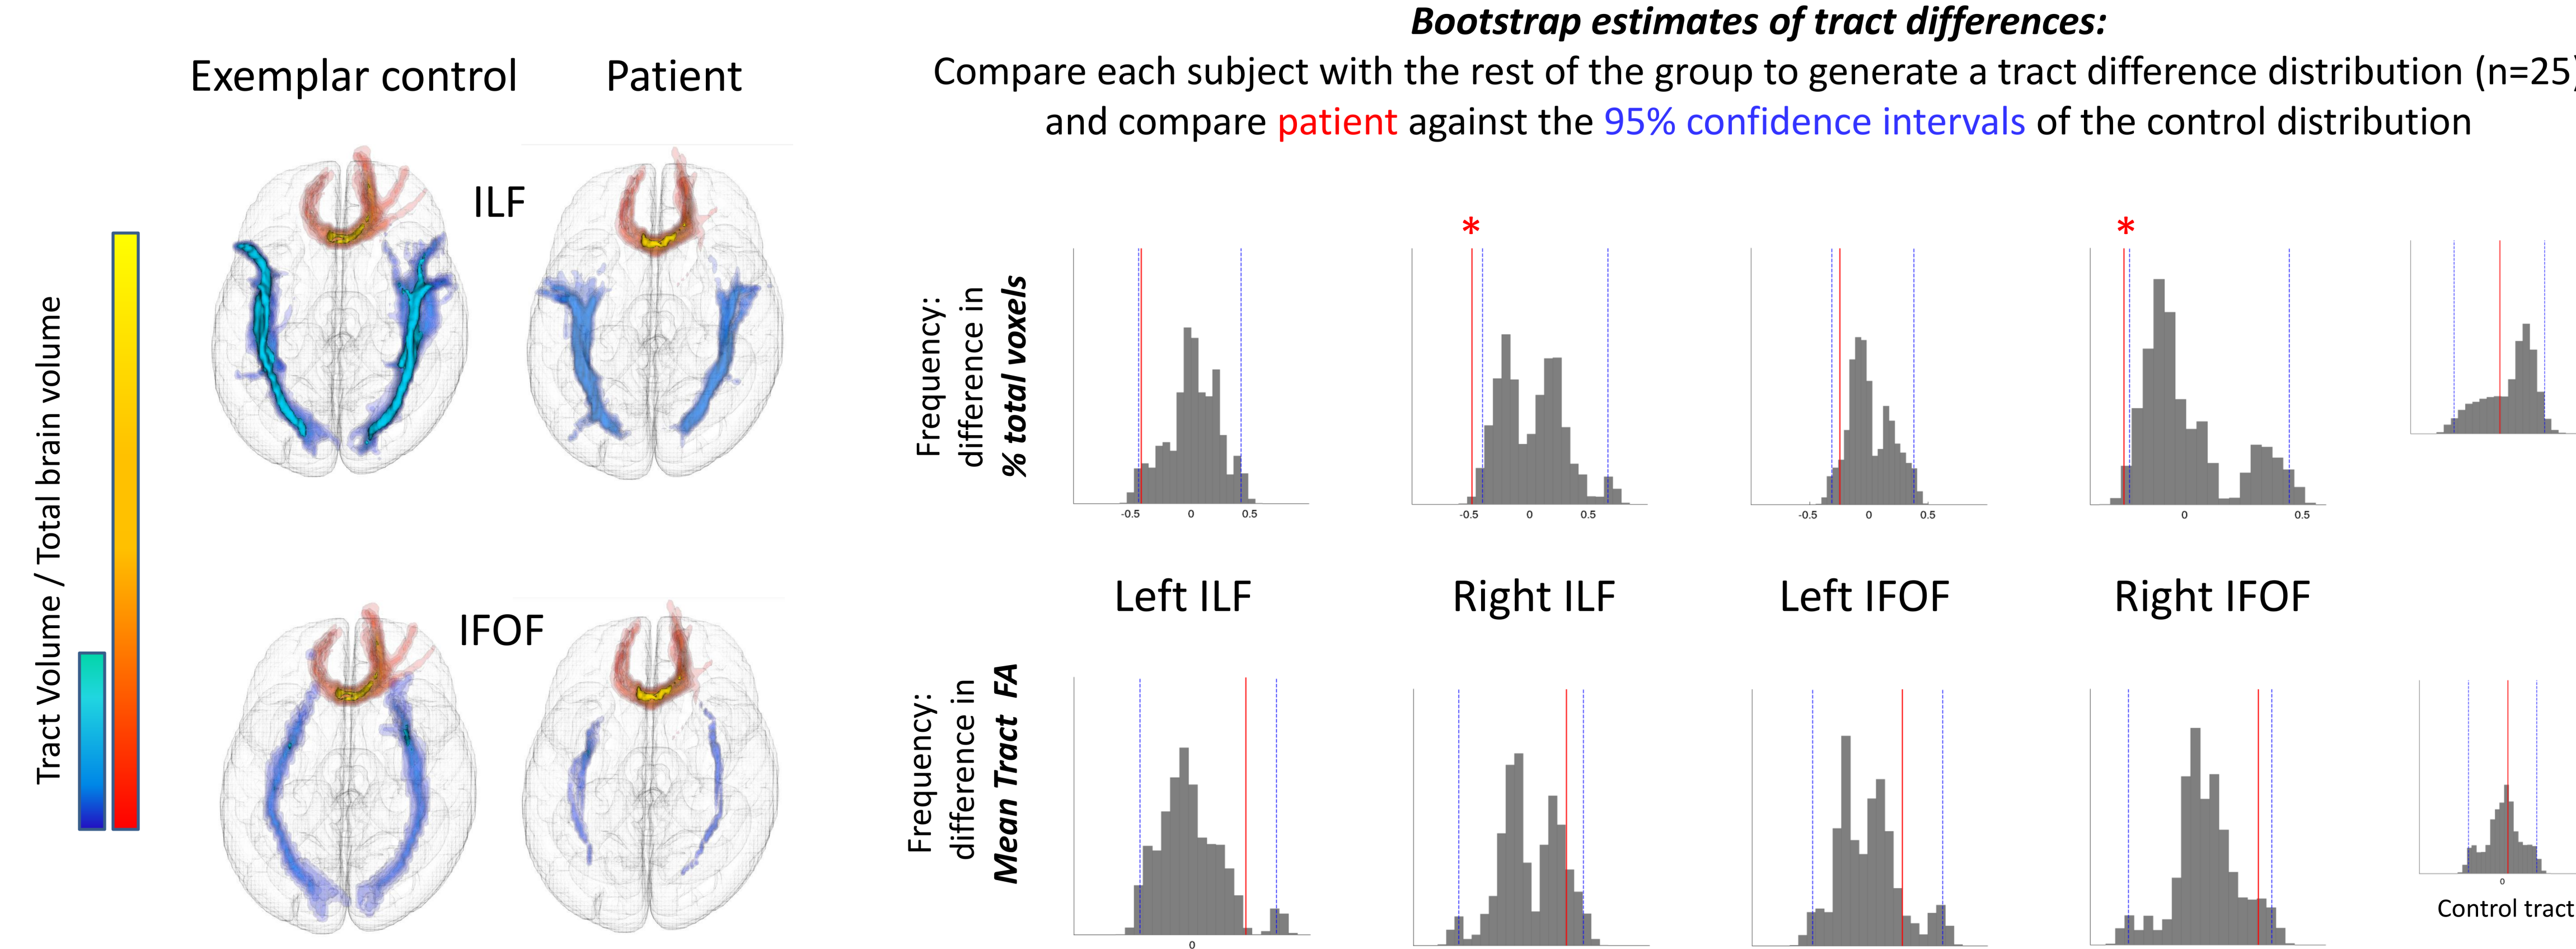 Bootstrap estimates of tract differences:
Compare each subject with the rest of the group to generate a tract difference distribution (n=25)
and compare patient against the 95% confidence intervals of the control distribution
Exemplar control
Patient
ILF
IFOF
Tract Volume / Total brain volume
Frequency:
difference in
% total voxels
*
*
-0.5 0 0.5
-0.5 0 0.5
-0.5 0 0.5
0 0.5
Left ILF
Right ILF
Left IFOF
Right IFOF
Frequency:
difference in
Mean Tract FA
0
0
Control tract